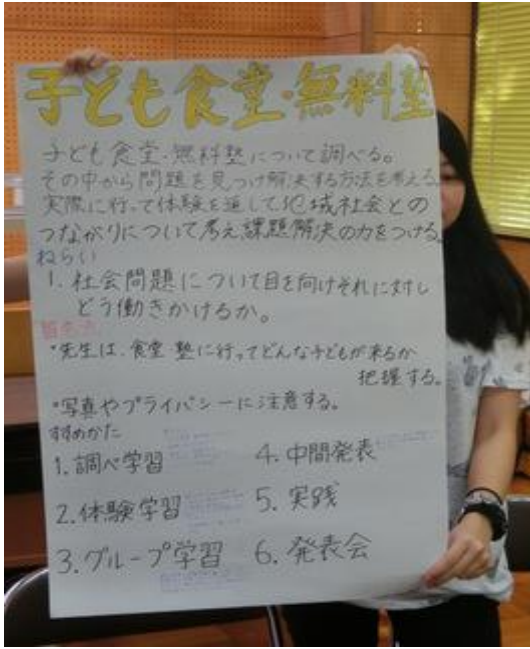 子ども食堂・無料塾
子ども食堂・無料塾について調べる。
その中から問題を見つけ解決する方法を考える
実際に行って体験を通して地域社会との
つながりについて考え課題解決の力をつける。
ねらい
1. 社会問題について目を向けそれに対し
どう働きかけるか。
・先生は、食堂 塾に行ってどんな子どもが来るか
把握する。
・写真やプライバシーに注意する。
すすめかた
1. 調べ学習
2. 体験学習
3. グループ学習
4. 中間発表
5. 実践
6. 発表会